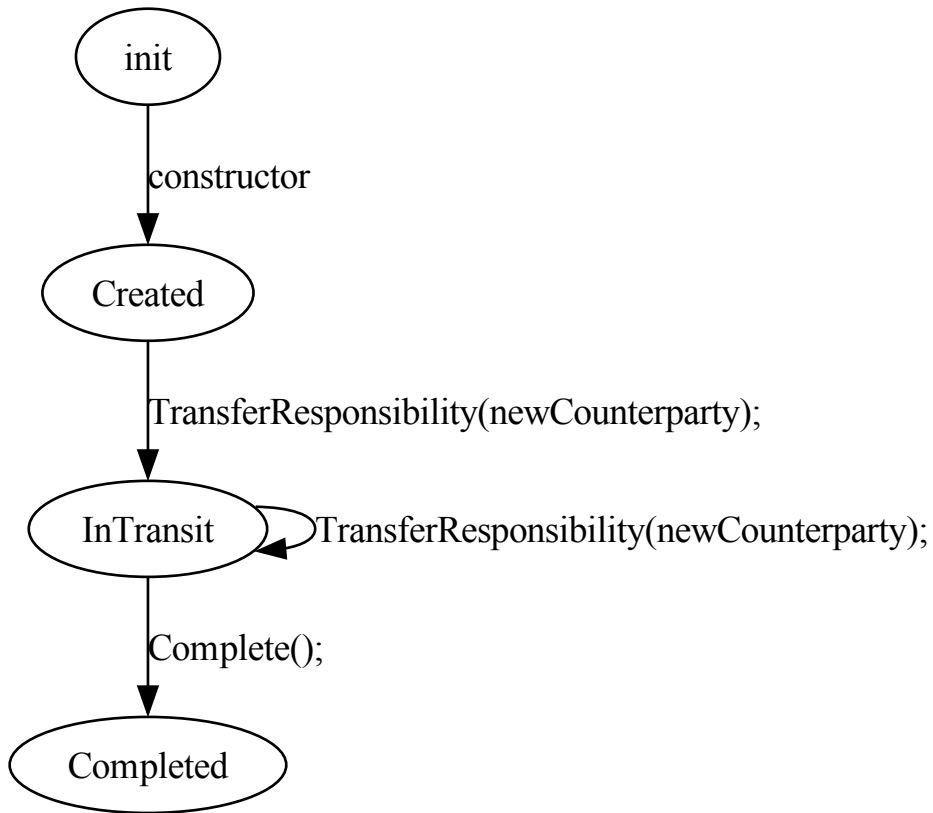 init
constructor
Created
TransferResponsibility(newCounterparty);
InTransit
TransferResponsibility(newCounterparty);
Complete();
Completed